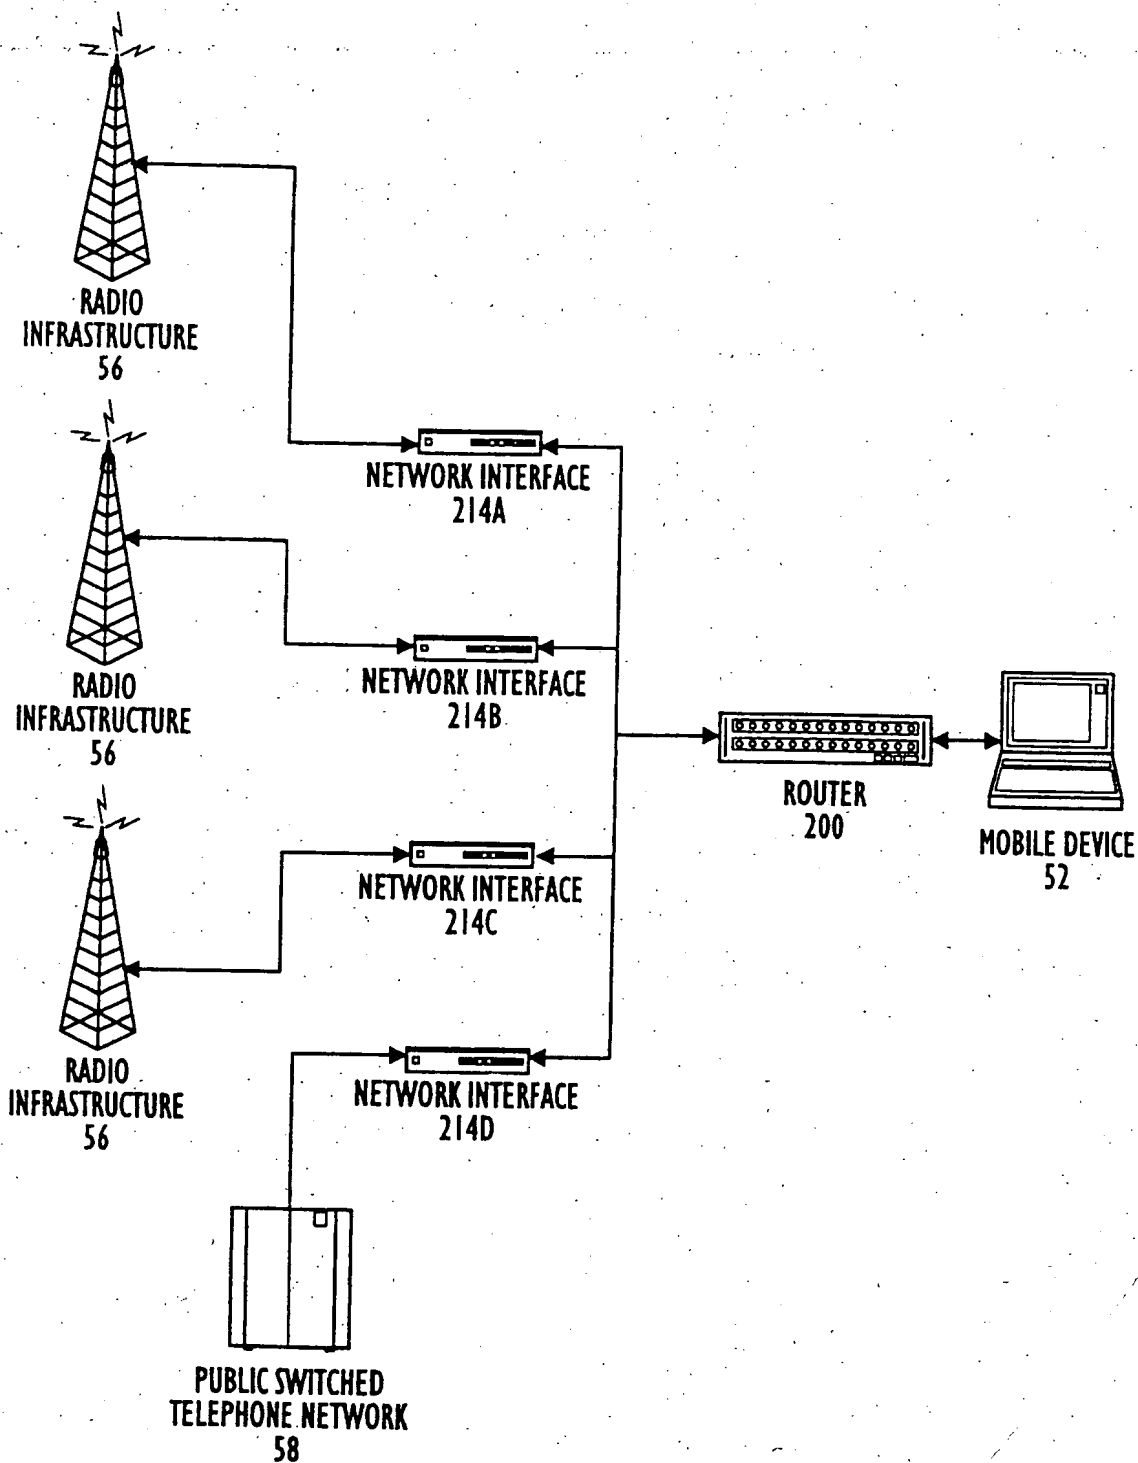 RADIO
INFRASTRUCTURE
56
NETWORK INTERFACE
214A
RADIO
INFRASTRUCTURE
56
NETWORK INTERFACE
214B
ROUTER
200
MOBILE DEVICE
52
NETWORK INTERFACE
214C
RADIO
INFRASTRUCTURE
56
NETWORK INTERFACE
214D
PUBLIC SWITCHED
TELEPHONE NETWORK
58